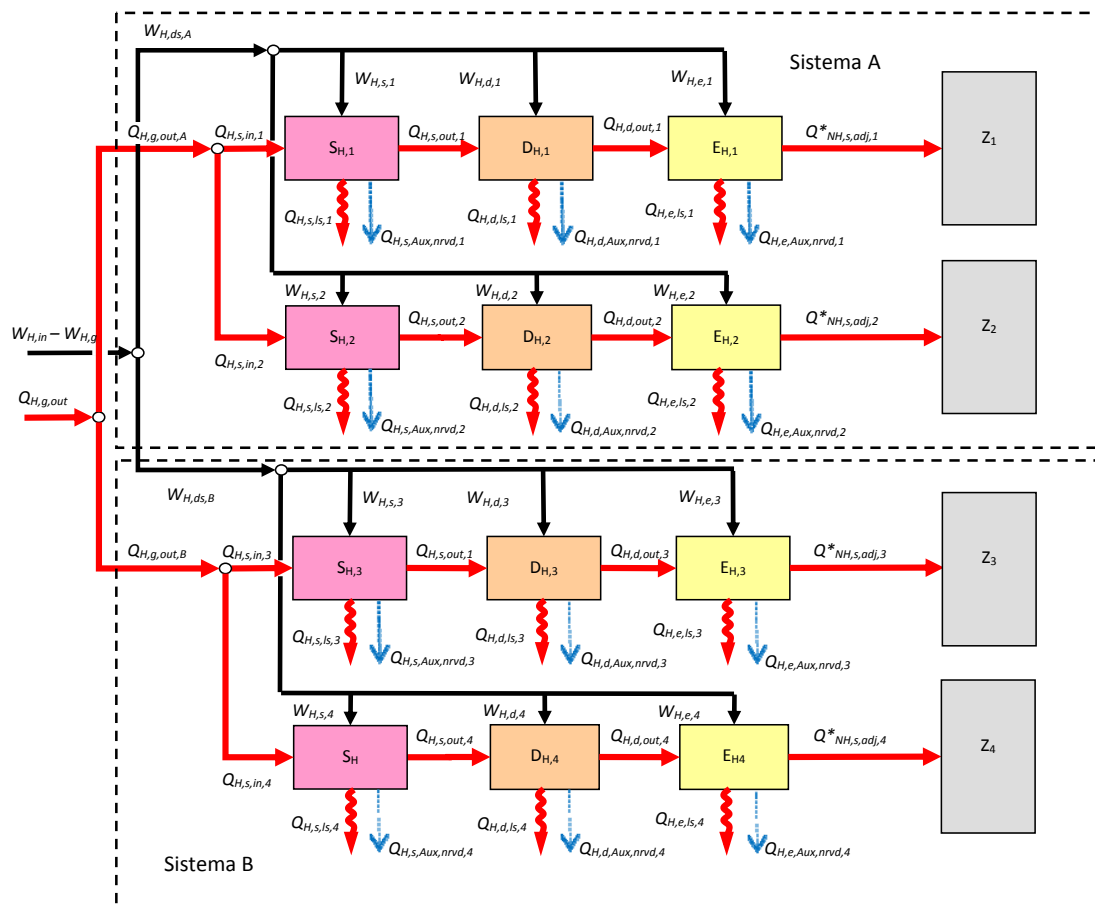 W_H,ds,A
Sistema A
W_H,s,1
W_H,d,1
W_H,e,1
Q_H,g,out,A
Q_H,s,in,1
S_H,1
Q_H,s,out,1
D_H,1
Q_H,d,out,1
E_H,1
Q*_NH,s,adj,1
Z_1
Q_H,s,ls,1
Q_H,s,Aux,nrvd,1
Q_H,d,ls,1
Q_H,d,Aux,nrvd,1
Q_H,e,ls,1
Q_H,e,Aux,nrvd,1
W_H,s,2
W_H,d,2
W_H,e,2
W_H,in – W_H,g
Q_H,s,in,2
S_H,2
Q_H,s,out,2
D_H,2
Q_H,d,out,2
E_H,2
Q*_NH,s,adj,2
Z_2
Q_H,g,out
Q_H,s,ls,2
Q_H,s,Aux,nrvd,2
Q_H,d,ls,2
Q_H,d,Aux,nrvd,2
Q_H,e,ls,2
Q_H,e,Aux,nrvd,2
W_H,ds,B
W_H,s,3
W_H,d,3
W_H,e,3
Q_H,g,out,B
Q_H,s,in,3
S_H,3
Q_H,s,out,1
D_H,3
Q_H,d,out,3
E_H,3
Q*_NH,s,adj,3
Z_3
Q_H,s,ls,3
Q_H,s,Aux,nrvd,3
Q_H,d,ls,3
Q_H,d,Aux,nrvd,3
Q_H,e,ls,3
Q_H,e,Aux,nrvd,3
W_H,s,4
W_H,d,4
W_H,e,4
Q_H,s,in,4
S_H
Q_H,s,out,4
D_H,4
Q_H,d,out,4
E_H4
Q*_NH,s,adj,4
Z_4
Q_H,s,ls,4
Q_H,s,Aux,nrvd,4
Q_H,d,ls,4
Q_H,d,Aux,nrvd,4
Q_H,e,ls,4
Q_H,e,Aux,nrvd,4
Sistema B